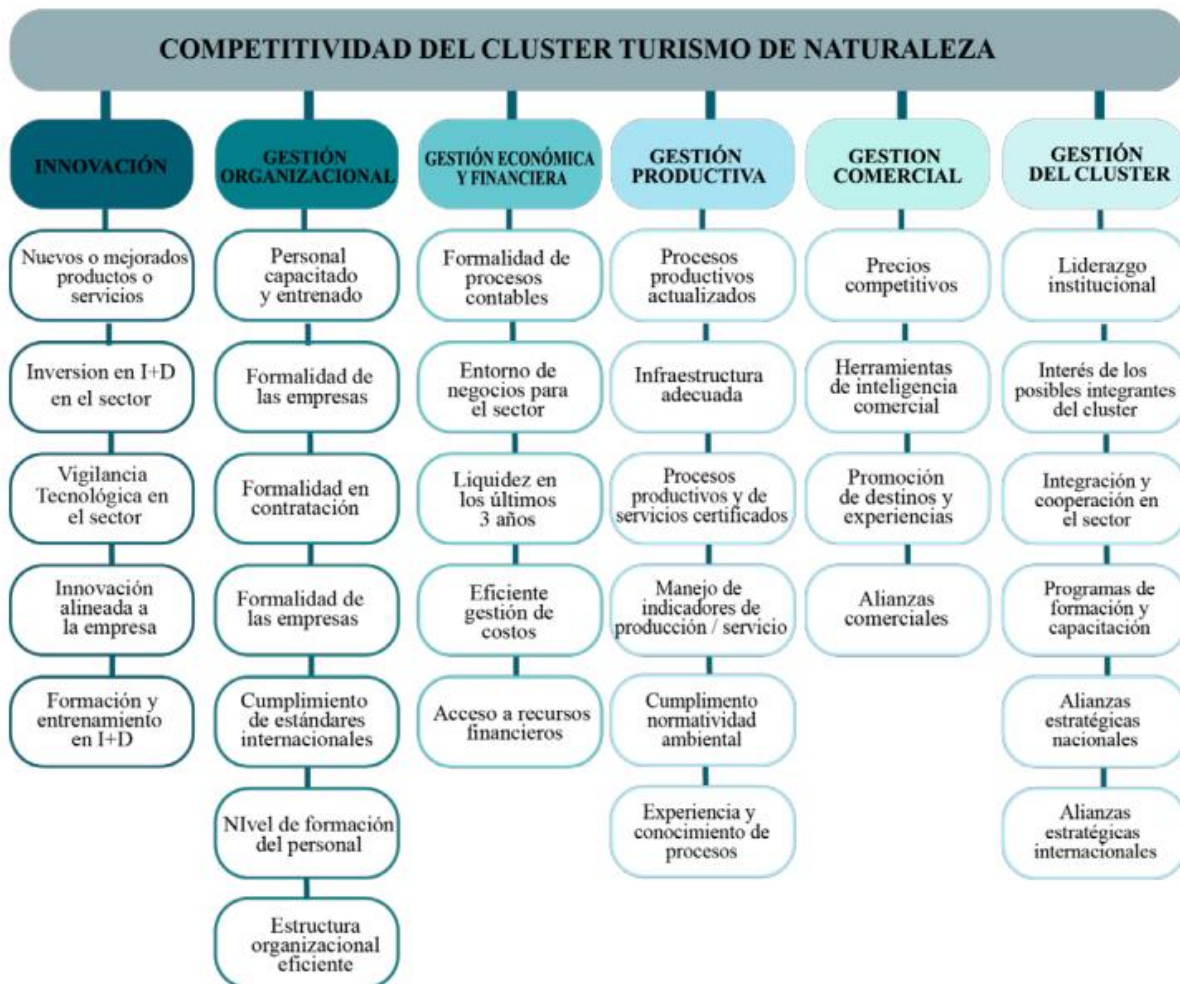 COMPETITIVIDAD DEL CLUSTER TURISMO DE NATURALEZA
INNOVACIÓN
Nuevos o mejorados
productos o
servicios
Inversion en I+D
en el sector
Vigilancia
Tecnológica en
el sector
Innovación
alineada a
la empresa
Formación y
entrenamiento
en I+D
GESTIÓN
ORGANIZACIONAL
Personal
capacitado
y entrenado
Formalidad de
las empresas
Formalidad en
contratación
Formalidad de
las empresas
Cumplimiento
de estándares
internacionales
NIvel de formación
del personal
Estructura
organizacional
eficiente
GESTIÓN ECONÓMICA
Y FINANCIERA
Formalidad de
procesos
contables
Entorno de
negocios para
el sector
Liquidez en
los últimos
3 años
Eficiente
gestión de
costos
Acceso a recursos
financieros
GESTIÓN
PRODUCTIVA
Procesos
productivos
actualizados
Infraestructura
adecuada
Procesos
productivos y de
servicios certificados
Manejo de
indicadores de
producción / servicio
Cumplimento
normatividad
ambiental
Experiencia y
conocimiento de
procesos
GESTION
COMERCIAL
Precios
competitivos
Herramientas
de inteligencia
comercial
Promoción
de destinos y
experiencias
Alianzas
comerciales
GESTIÓN
DEL CLUSTER
Liderazgo
institucional
Interés de los
posibles integrantes
del cluster
Integración y
cooperación en
el sector
Programas de
formación y
capacitación
Alianzas
estratégicas
nacionales
Alianzas
estratégicas
internacionales